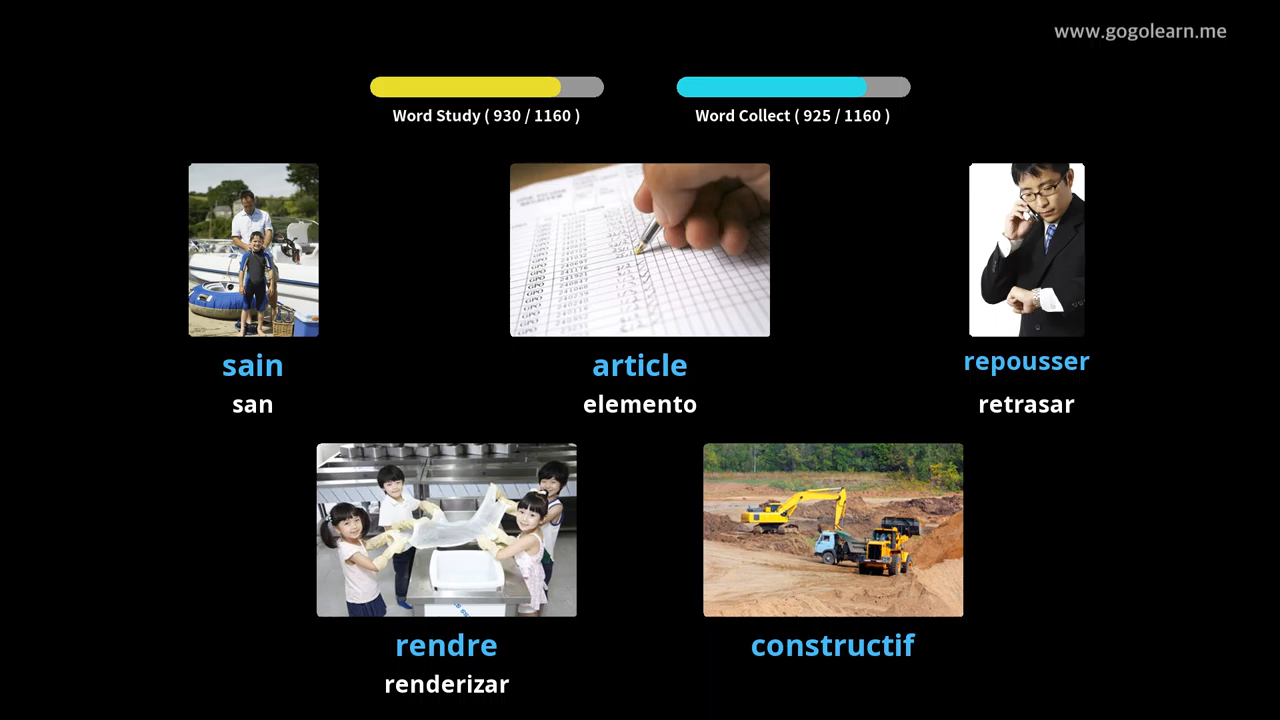 www.gogolearn.me
Word Study ( 930 / 1160 )
Word Collect ( 925 / 1160 )
sain
san
article
elemento
repousser
retrasar
rendre
renderizar
constructif